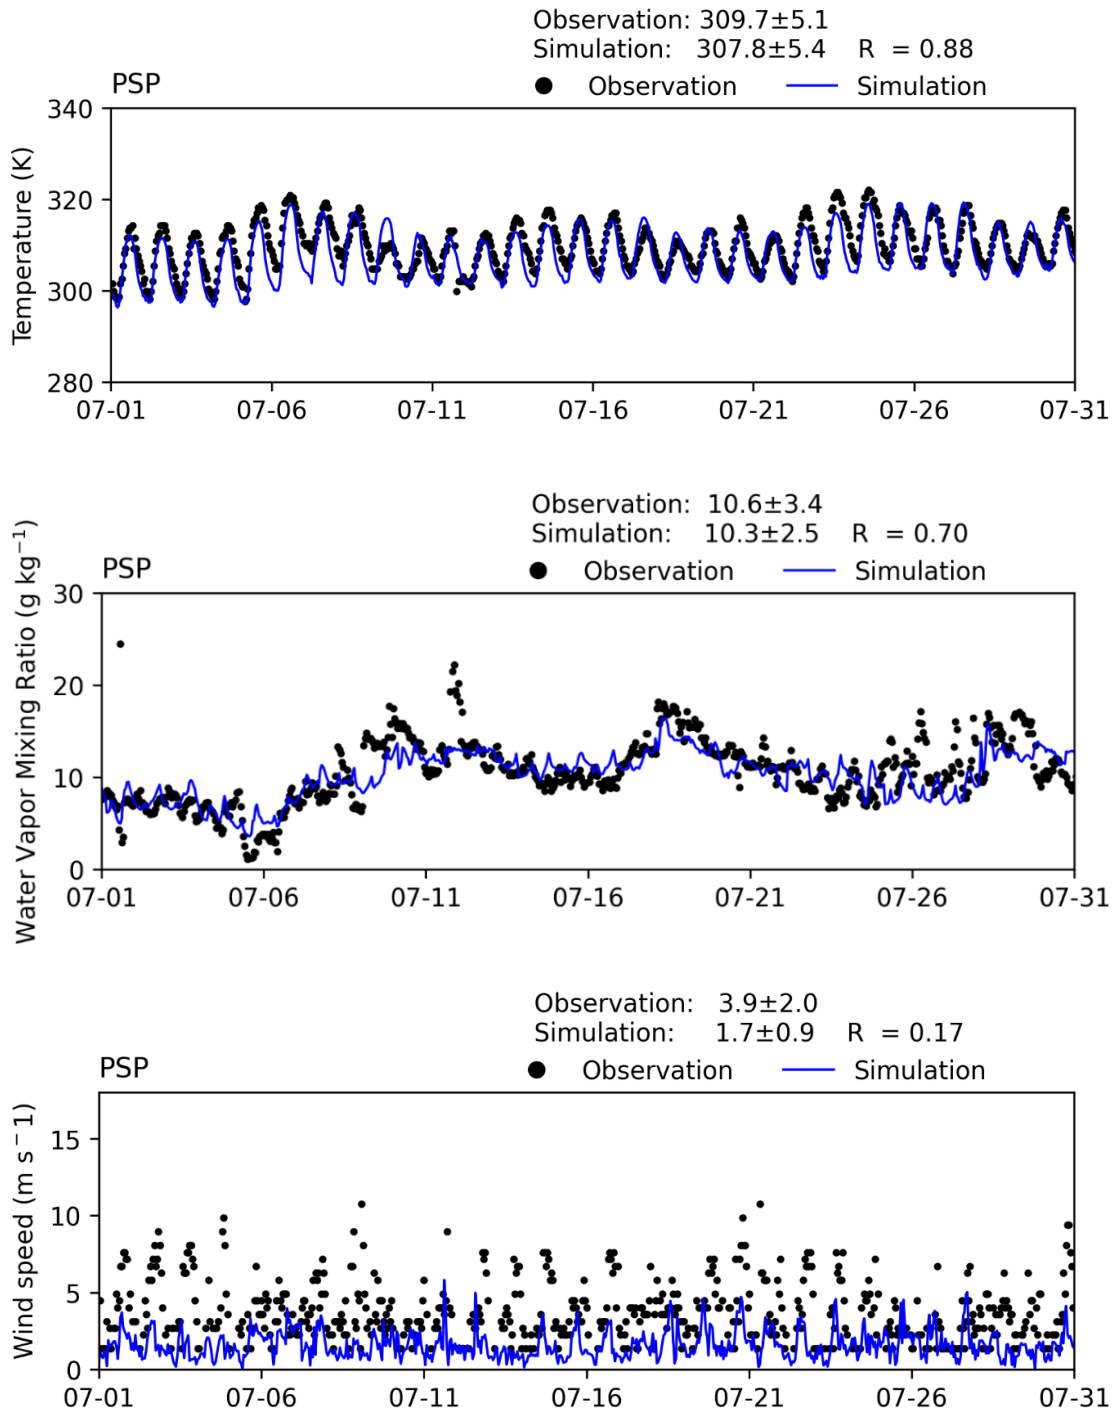 Observation: 309.7±5.1
Simulation: 307.8±5.4 R = 0.88
PSP
Observation Simulation
Temperature (K)
340
320
300
280
07-01 07-06 07-11 07-16 07-21 07-26 07-31
Observation: 10.6±3.4
Simulation: 10.3±2.5 R = 0.70
PSP
Observation Simulation
Water Vapor Mixing Ratio (g kg⁻¹)
30
20
10
0
07-01 07-06 07-11 07-16 07-21 07-26 07-31
Observation: 3.9±2.0
Simulation: 1.7±0.9 R = 0.17
PSP
Observation Simulation
Wind speed (m s⁻1)
15
10
5
0
07-01 07-06 07-11 07-16 07-21 07-26 07-31